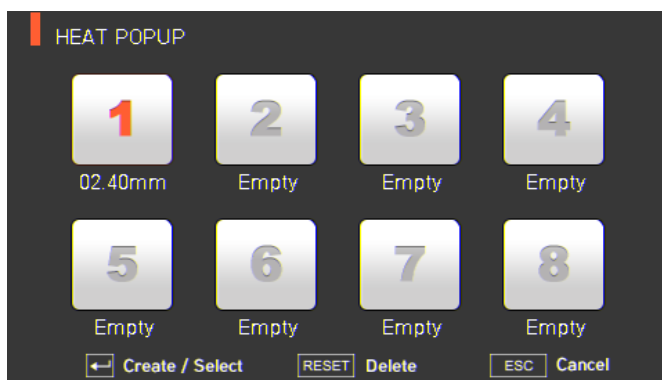 HEAT POPUP
1 2 3 4
02.40mm Empty Empty Empty
5 6 7 8
Empty Empty Empty Empty
Create / Select RESET Delete ESC Cancel